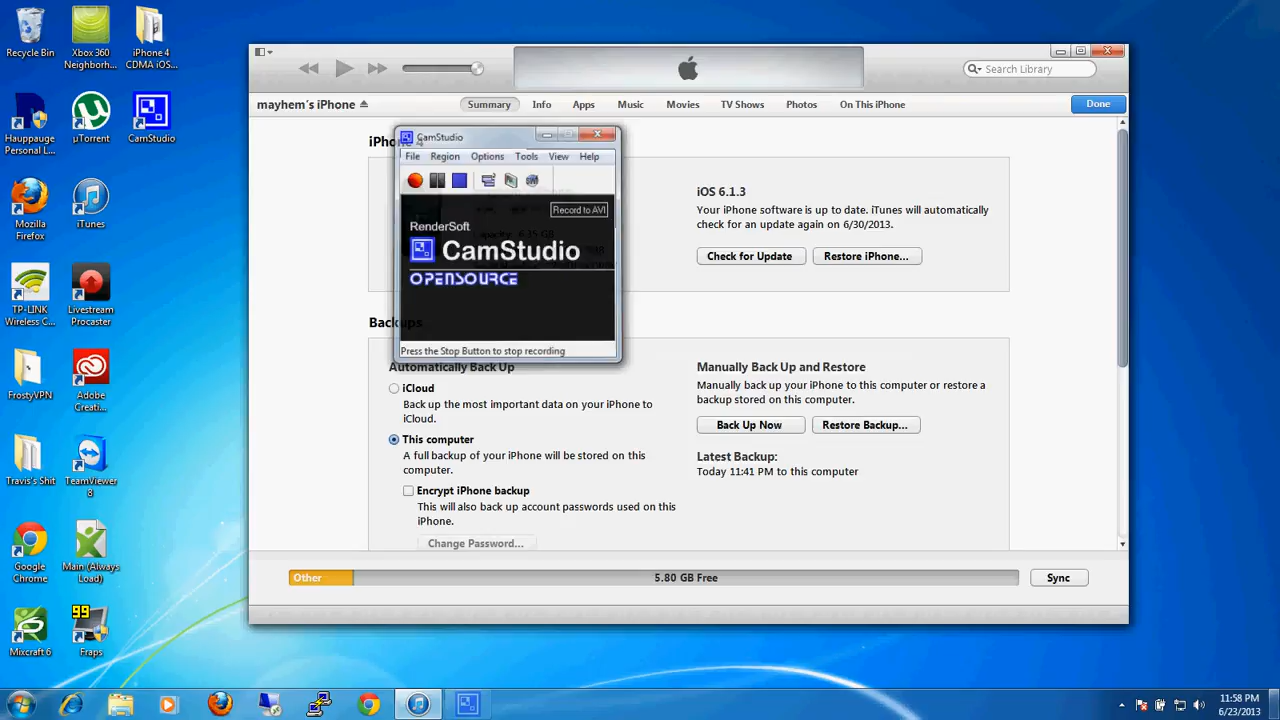 Recycle Bin
Xbox 360
Neighborh...
iPhone 4
CDMA iOS...
Hauppauge
Personal L...
µTorrent
CamStudio
Mozilla
Firefox
iTunes
TP-LINK
Wireless C...
Livestream
Procaster
FrostyVPN
Adobe
Creati...
Travis's Shit
TeamViewer
8
Google
Chrome
Main (Always
Load)
99
Mixcraft 6
Fraps
Search Library
mayhem's iPhone
Summary
Info
Apps
Music
Movies
TV Shows
Photos
On This iPhone
Done
CamStudio
File
Region
Options
Tools
View
Help
Record to AVI
RenderSoft
CamStudio
OPENSOURCE
Press the Stop Button to stop recording
iOS 6.1.3
Your iPhone software is up to date. iTunes will automatically
check for an update again on 6/30/2013.
Check for Update
Restore iPhone...
Backups
Automatically Back Up
iCloud
Back up the most important data on your iPhone to
iCloud.
This computer
A full backup of your iPhone will be stored on this
computer.
Encrypt iPhone backup
This will also back up account passwords used on this
iPhone.
Change Password...
Manually Back Up and Restore
Manually back up your iPhone to this computer or restore a
backup stored on this computer.
Back Up Now
Restore Backup...
Latest Backup:
Today 11:41 PM to this computer
Other
5.80 GB Free
Sync
11:58 PM
6/23/2013